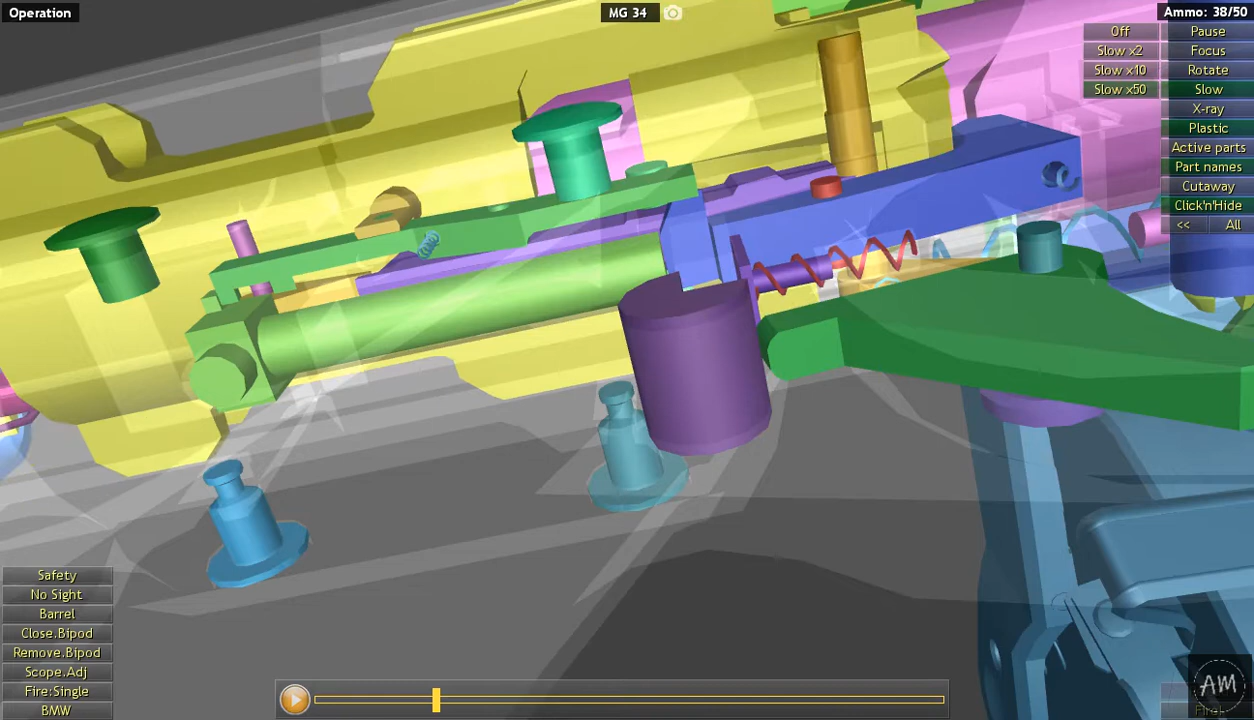 Operation
MG 34
Ammo: 38/50
Off
Slow x2
Slow x10
Slow x50
Pause
Focus
Rotate
Slow
X-ray
Plastic
Active parts
Part names
Cutaway
Click'n'Hide
<< All
Safety
No Sight
Barrel
Close.Bipod
Remove.Bipod
Scope.Adj
Fire:Single
BMW
AM